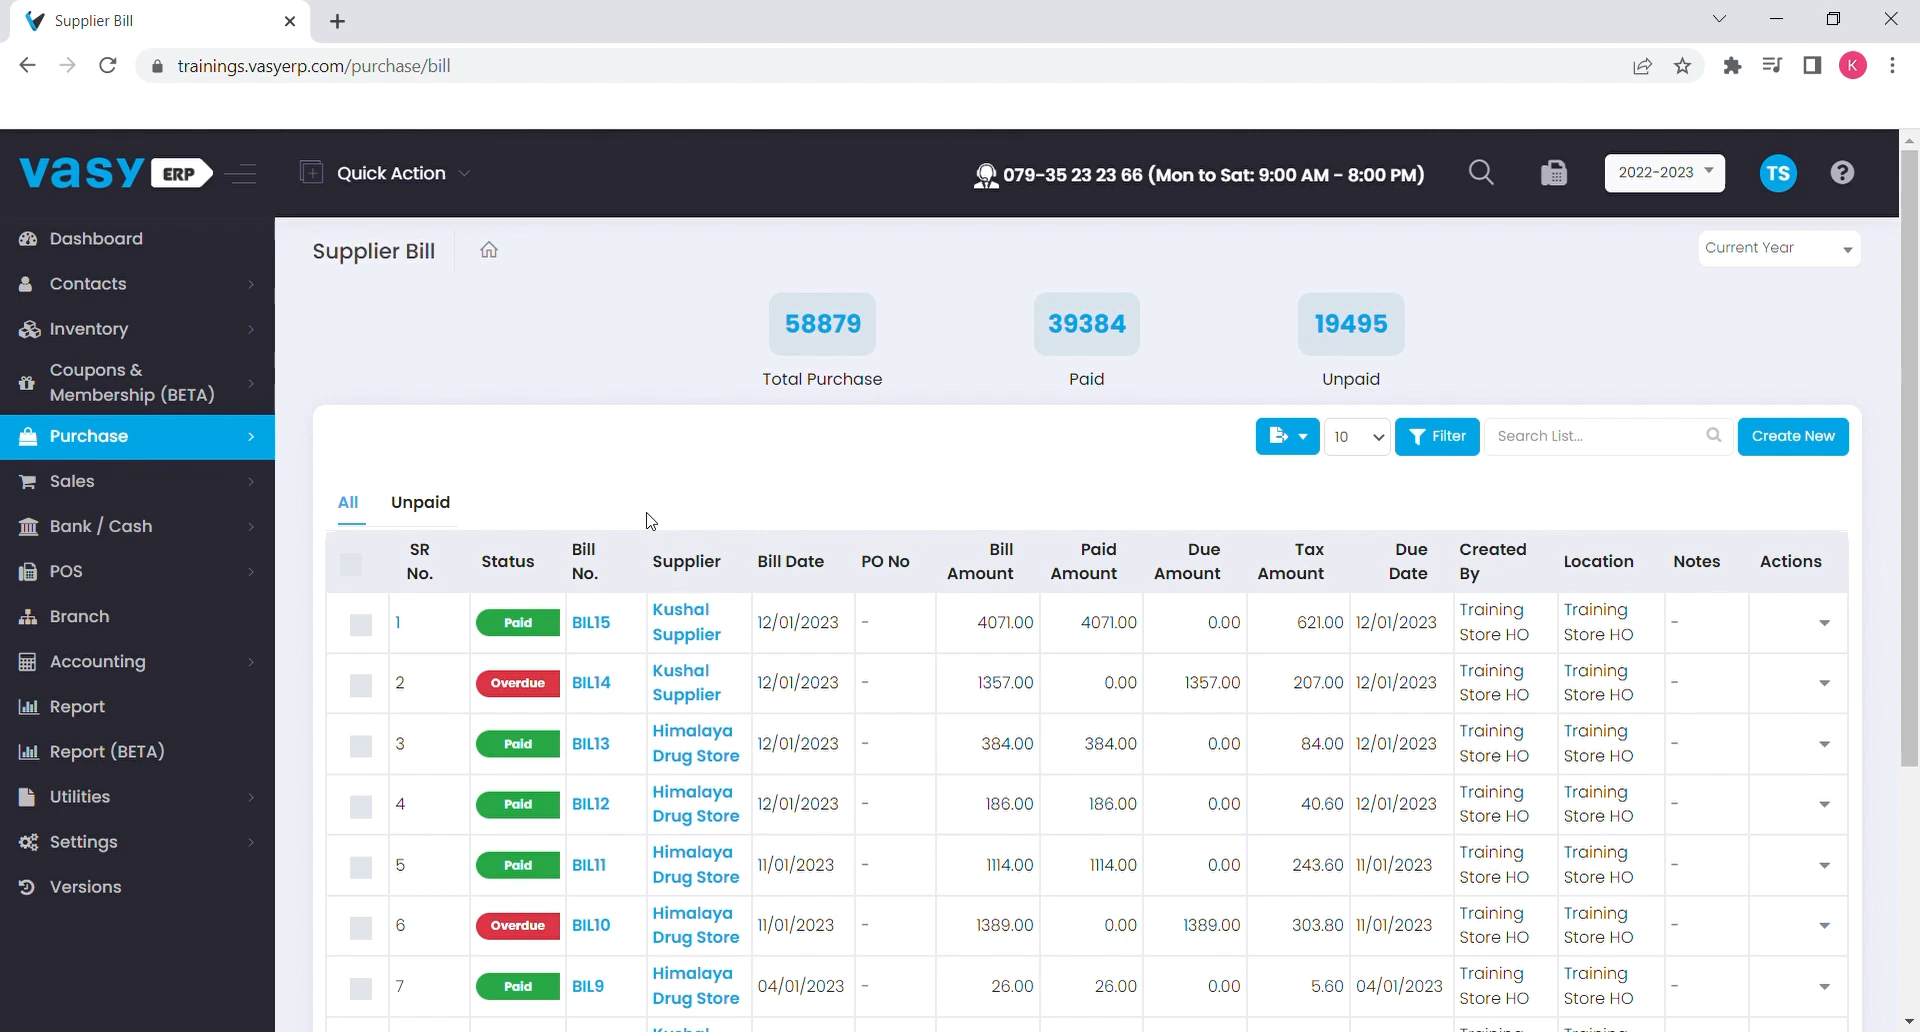 Supplier Bill
trainings.vasyerp.com/purchase/bill
K
vasy ERP
Quick Action
079-35 23 23 66 (Mon to Sat: 9:00 AM - 8:00 PM)
2022-2023
TS
?
Dashboard
Contacts
Inventory
Coupons &
Membership (BETA)
Purchase
Sales
Bank / Cash
POS
Branch
Accounting
Report
Report (BETA)
Utilities
Settings
Versions
Supplier Bill
Current Year
58879 39384 19495
Total Purchase Paid Unpaid
10 Filter Search List... Create New
All Unpaid
SR No. Status Bill No. Supplier Bill Date PO No Bill Amount Paid Amount Due Amount Tax Amount Due Date Created By Location Notes Actions
1 Paid BIL15 Kushal Supplier 12/01/2023 - 4071.00 4071.00 0.00 621.00 12/01/2023 Training Store HO Training Store HO -
2 Overdue BIL14 Kushal Supplier 12/01/2023 - 1357.00 0.00 1357.00 207.00 12/01/2023 Training Store HO Training Store HO -
3 Paid BIL13 Himalaya Drug Store 12/01/2023 - 384.00 384.00 0.00 84.00 12/01/2023 Training Store HO Training Store HO -
4 Paid BIL12 Himalaya Drug Store 12/01/2023 - 186.00 186.00 0.00 40.60 12/01/2023 Training Store HO Training Store HO -
5 Paid BIL11 Himalaya Drug Store 11/01/2023 - 1114.00 1114.00 0.00 243.60 11/01/2023 Training Store HO Training Store HO -
6 Overdue BIL10 Himalaya Drug Store 11/01/2023 - 1389.00 0.00 1389.00 303.80 11/01/2023 Training Store HO Training Store HO -
7 Paid BIL9 Himalaya Drug Store 04/01/2023 - 26.00 26.00 0.00 5.60 04/01/2023 Training Store HO Training Store HO -